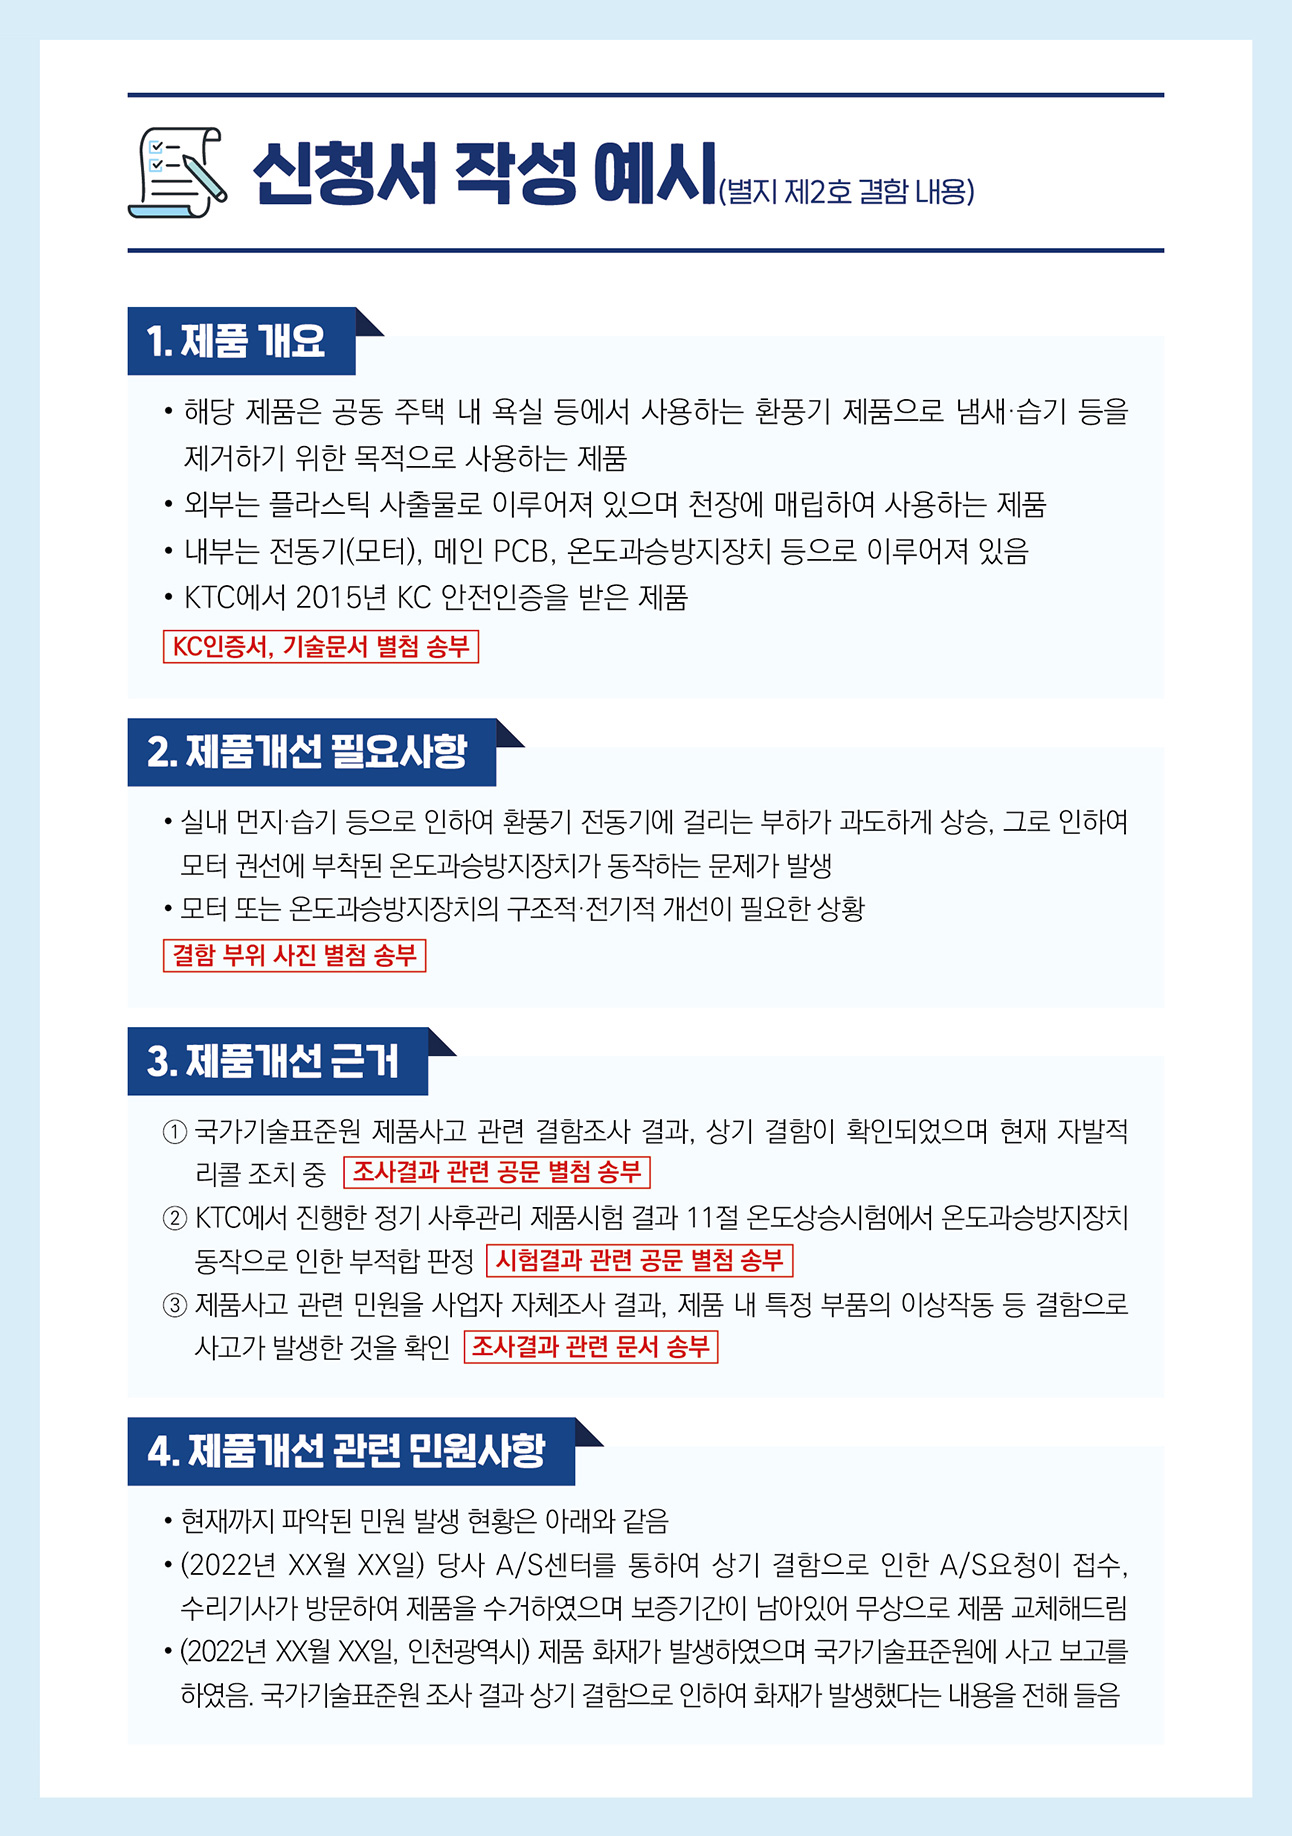 신청서 작성 예시(별지 제2호 결함 내용)
1. 제품 개요
• 해당 제품은 공동 주택 내 욕실 등에서 사용하는 환풍기 제품으로 냄새·습기 등을
제거하기 위한 목적으로 사용하는 제품
• 외부는 플라스틱 사출물로 이루어져 있으며 천장에 매립하여 사용하는 제품
• 내부는 전동기(모터), 메인 PCB, 온도과승방지장치 등으로 이루어져 있음
• KTC에서 2015년 KC 안전인증을 받은 제품
KC인증서, 기술문서 별첨 송부
2. 제품개선 필요사항
• 실내 먼지·습기 등으로 인하여 환풍기 전동기에 걸리는 부하가 과도하게 상승, 그로 인하여
모터 권선에 부착된 온도과승방지장치가 동작하는 문제가 발생
• 모터 또는 온도과승방지장치의 구조적·전기적 개선이 필요한 상황
결함 부위 사진 별첨 송부
3. 제품개선 근거
① 국가기술표준원 제품사고 관련 결함조사 결과, 상기 결함이 확인되었으며 현재 자발적
리콜 조치 중 조사결과 관련 공문 별첨 송부
② KTC에서 진행한 정기 사후관리 제품시험 결과 11절 온도상승시험에서 온도과승방지장치
동작으로 인한 부적합 판정 시험결과 관련 공문 별첨 송부
③ 제품사고 관련 민원을 사업자 자체조사 결과, 제품 내 특정 부품의 이상작동 등 결함으로
사고가 발생한 것을 확인 조사결과 관련 문서 송부
4. 제품개선 관련 민원사항
• 현재까지 파악된 민원 발생 현황은 아래와 같음
• (2022년 XX월 XX일) 당사 A/S센터를 통하여 상기 결함으로 인한 A/S요청이 접수,
수리기사가 방문하여 제품을 수거하였으며 보증기간이 남아있어 무상으로 제품 교체해드림
• (2022년 XX월 XX일, 인천광역시) 제품 화재가 발생하였으며 국가기술표준원에 사고 보고를
하였음. 국가기술표준원 조사 결과 상기 결함으로 인하여 화재가 발생했다는 내용을 전해 들음